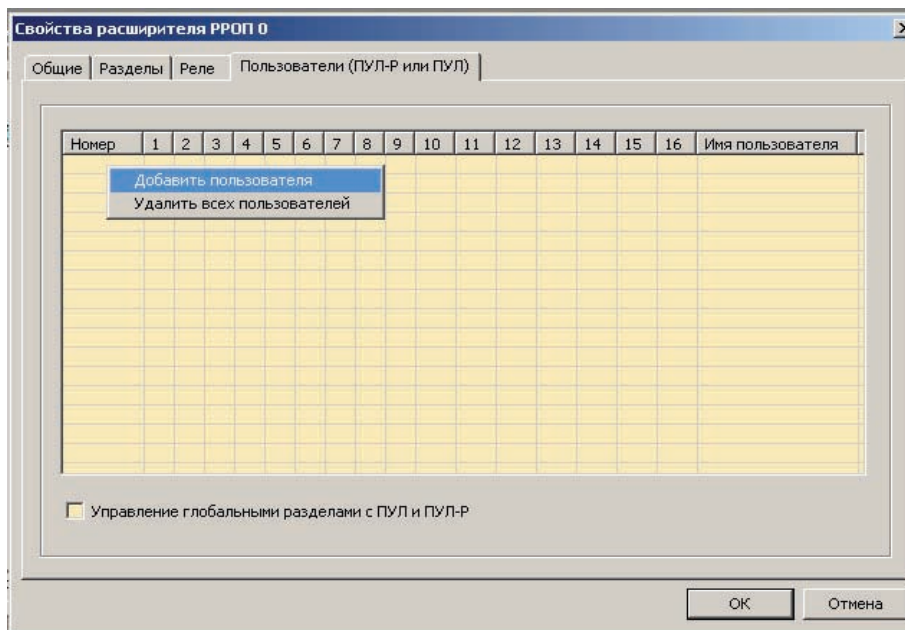 Свойства расширителя РРОП 0
Общие Разделы Реле Пользователи (ПУЛ-Р или ПУЛ)
Номер 1 2 3 4 5 6 7 8 9 10 11 12 13 14 15 16 Имя пользователя
Добавить пользователя
Удалить всех пользователей
Управление глобальными разделами с ПУЛ и ПУЛ-Р
ОК Отмена